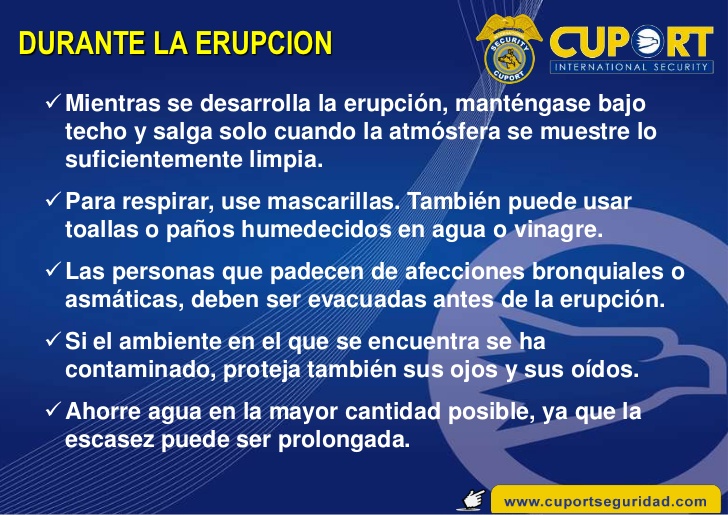 DURANTE LA ERUPCION
SECURITY
CUPORT
CUPORT
INTERNATIONAL SECURITY
✓Mientras se desarrolla la erupción, manténgase bajo
techo y salga solo cuando la atmósfera se muestre lo
suficientemente limpia.
✓Para respirar, use mascarillas. También puede usar
toallas o paños humedecidos en agua o vinagre.
✓Las personas que padecen de afecciones bronquiales o
asmáticas, deben ser evacuadas antes de la erupción.
✓Si el ambiente en el que se encuentra se ha
contaminado, proteja también sus ojos y sus oídos.
✓Ahorre agua en la mayor cantidad posible, ya que la
escasez puede ser prolongada.
www.cuportseguridad.com